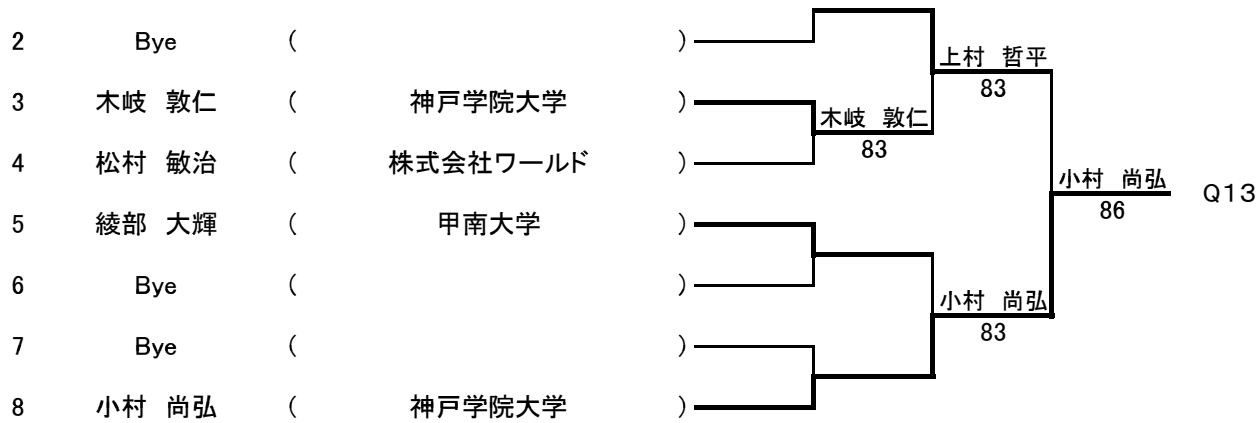 2 Bye ( )
上村 哲平
3 木岐 敦仁 ( 神戸学院大学 ) 83
木岐 敦仁
83
4 松村 敏治 ( 株式会社ワールド )
小村 尚弘 Q13
86
5 綾部 大輝 ( 甲南大学 )
6 Bye ( )
小村 尚弘
83
7 Bye ( )
8 小村 尚弘 ( 神戸学院大学 )